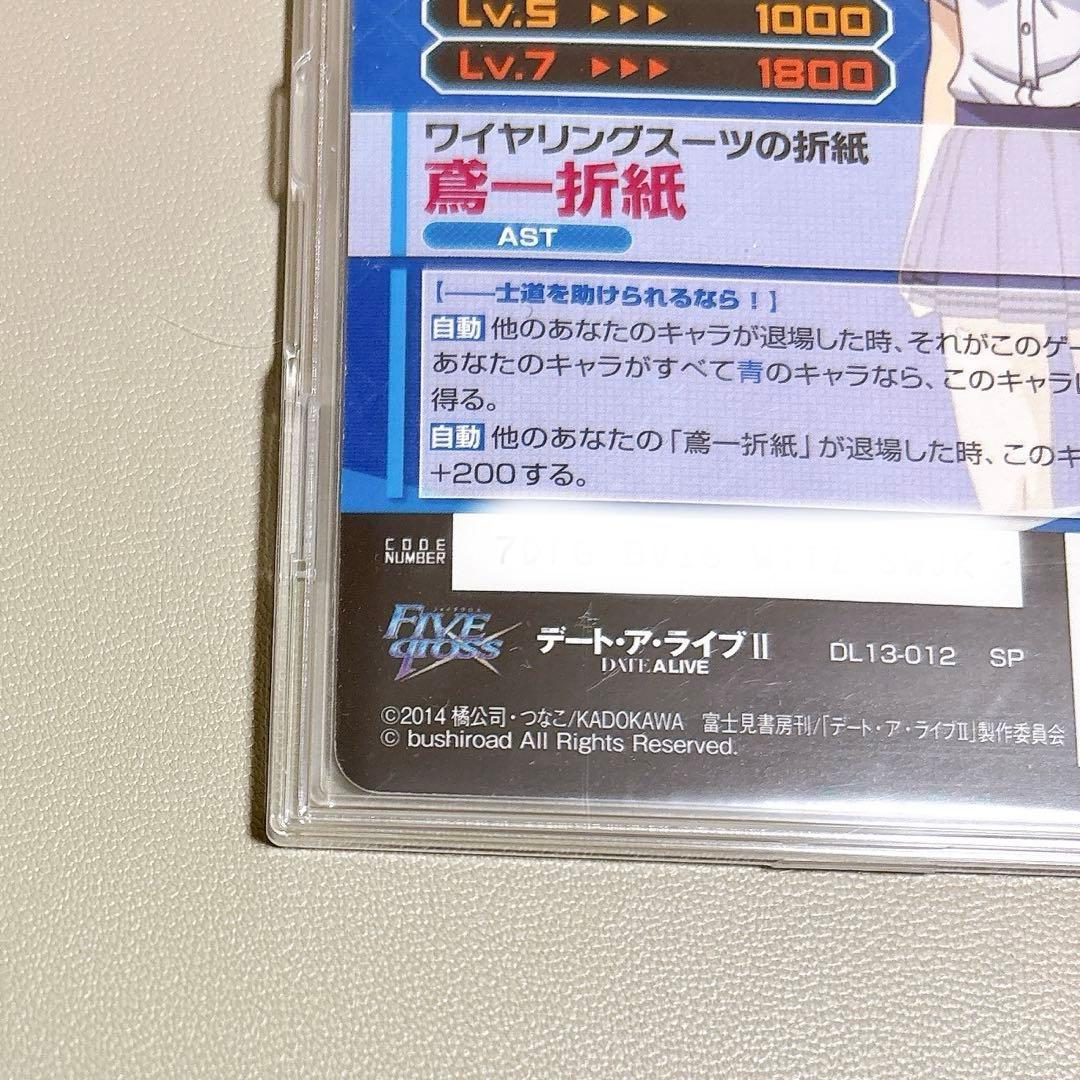 Lv.5 ▶▶▶ 1000
Lv.7 ▶▶▶ 1800
ワイヤリングスーツの折紙
鳶一折紙
AST
【――士道を助けられるなら！】
自動 他のあなたのキャラが退場した時、それがこのゲー
あなたのキャラがすべて青のキャラなら、このキャラに
得る。
自動 他のあなたの「鳶一折紙」が退場した時、このキ
+200する。
CODE
NUMBER
FIVE
qross
デート・ア・ライブⅡ
DATE A LIVE
DL13-012 SP
©2014 橘公司・つなこ/KADOKAWA 富士見書房刊/「デート・ア・ライブⅡ」製作委員会
© bushiroad All Rights Reserved.